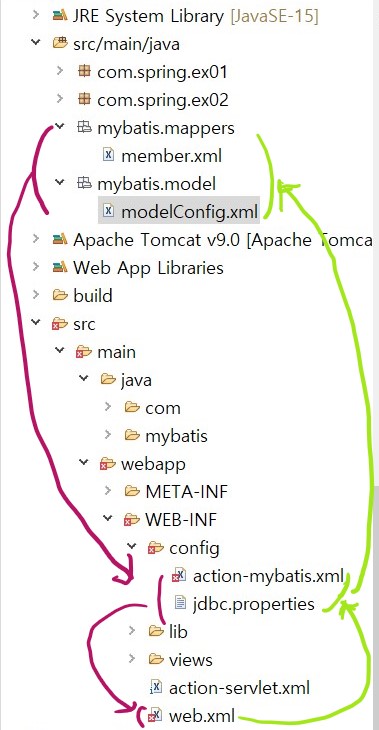 JRE System Library [JavaSE-15]
src/main/java
com.spring.ex01
com.spring.ex02
mybatis.mappers
member.xml
mybatis.model
modelConfig.xml
Apache Tomcat v9.0 [Apache Tomca
Web App Libraries
build
src
main
java
com
mybatis
webapp
META-INF
WEB-INF
config
action-mybatis.xml
jdbc.properties
lib
views
action-servlet.xml
web.xml